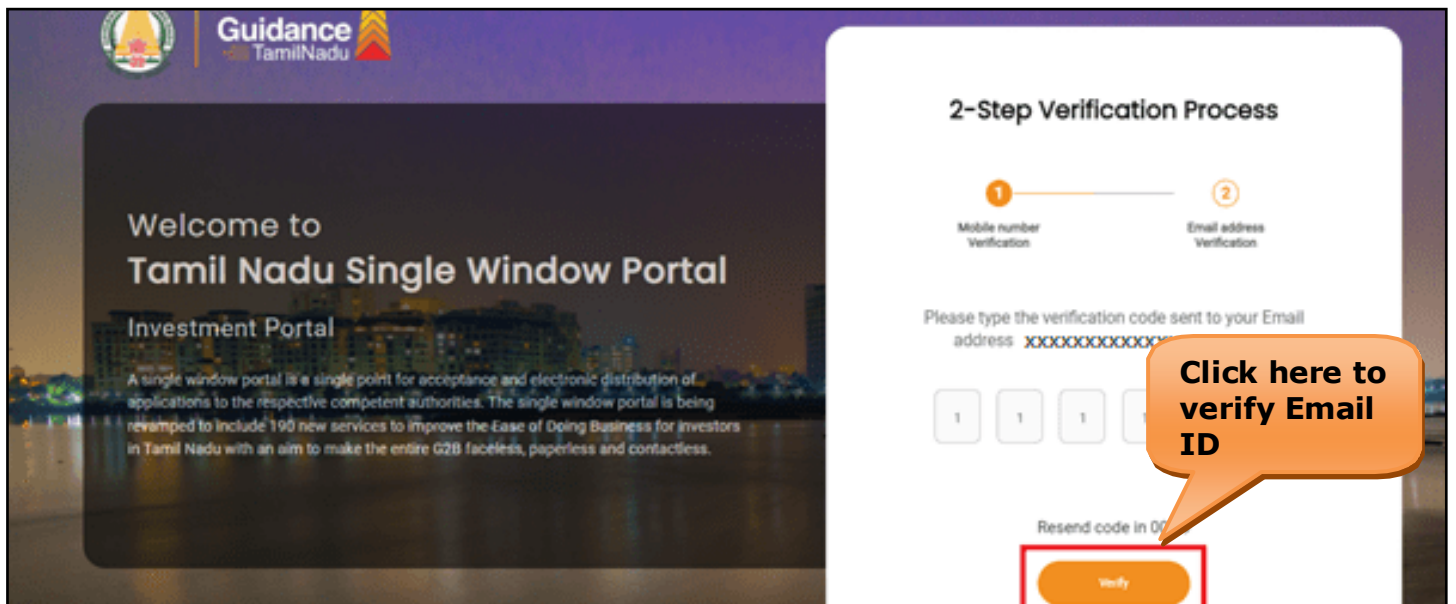 Guidance
TamilNadu
Welcome to
Tamil Nadu Single Window Portal
Investment Portal
A single window portal is a single point for acceptance and electronic distribution of
applications to the respective competent authorities. The single window portal is being
revamped to include 190 new services to improve the Ease of Doing Business for investors
in Tamil Nadu with an aim to make the entire G2B faceless, paperless and contactless.
2-Step Verification Process
1
2
Mobile number
Verification
Email address
Verification
Please type the verification code sent to your Email
address XXXXXXXXXXXXX
1 1 1 1
Click here to
verify Email
ID
Resend code in
Verify